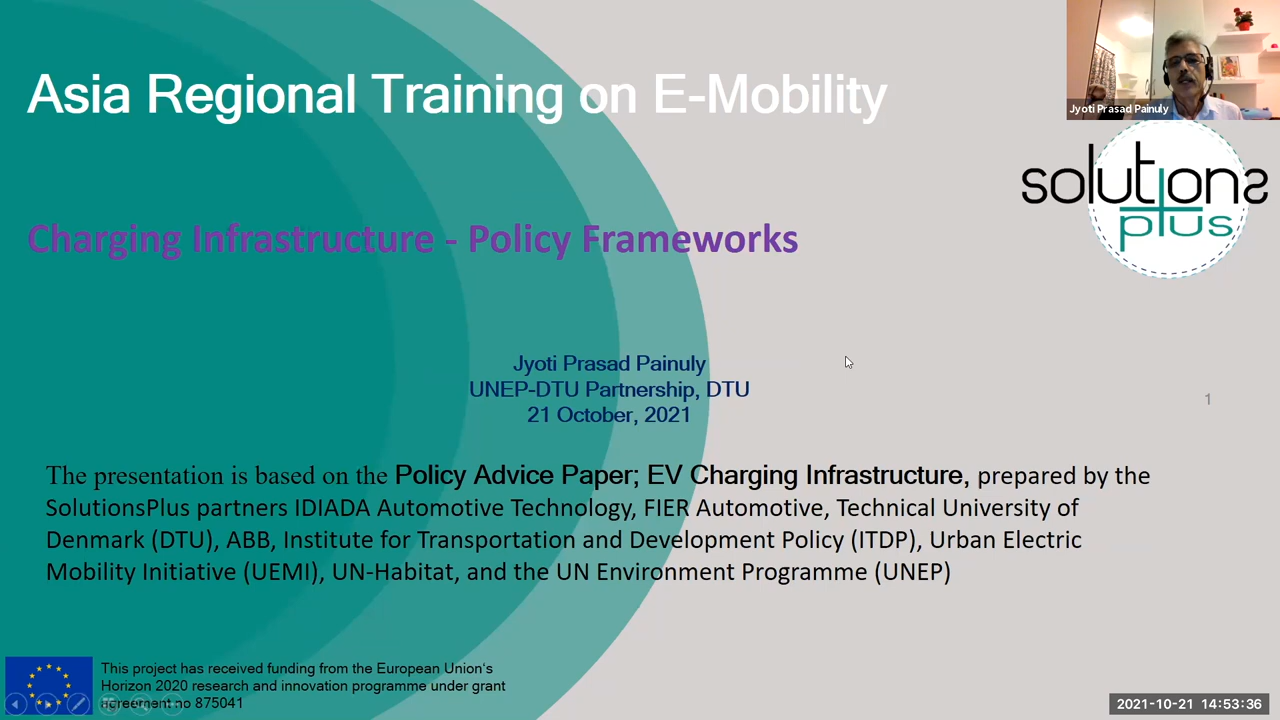 Asia Regional Training on E-Mobility
Jyoti Prasad Painuly
solutions
plus
Charging Infrastructure - Policy Frameworks
Jyoti Prasad Painuly
UNEP-DTU Partnership, DTU
21 October, 2021
1
The presentation is based on the Policy Advice Paper; EV Charging Infrastructure, prepared by the
SolutionsPlus partners IDIADA Automotive Technology, FIER Automotive, Technical University of
Denmark (DTU), ABB, Institute for Transportation and Development Policy (ITDP), Urban Electric
Mobility Initiative (UEMI), UN-Habitat, and the UN Environment Programme (UNEP)
This project has received funding from the European Union's
Horizon 2020 research and innovation programme under grant
agreement no 875041
2021-10-21 14:53:36